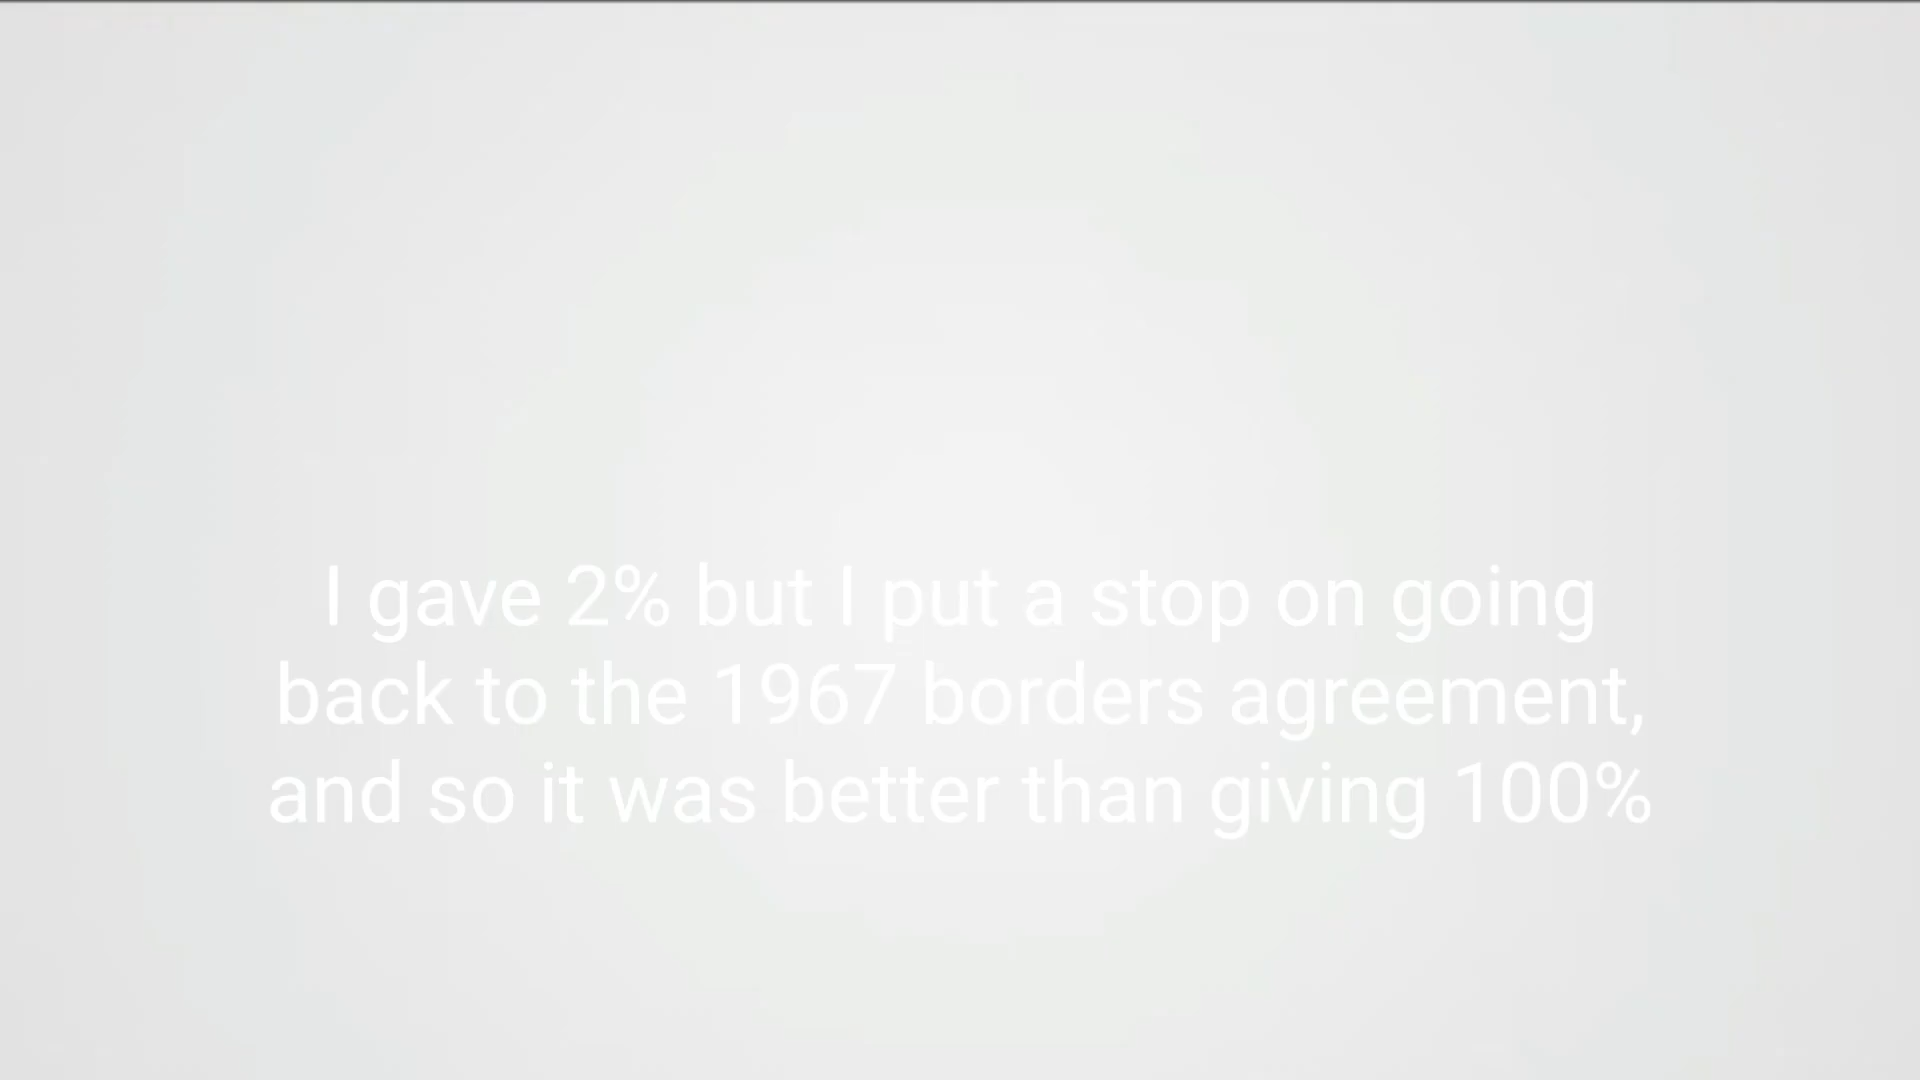 I gave 2% but I put a stop on going
back to the 1967 borders agreement,
and so it was better than giving 100%